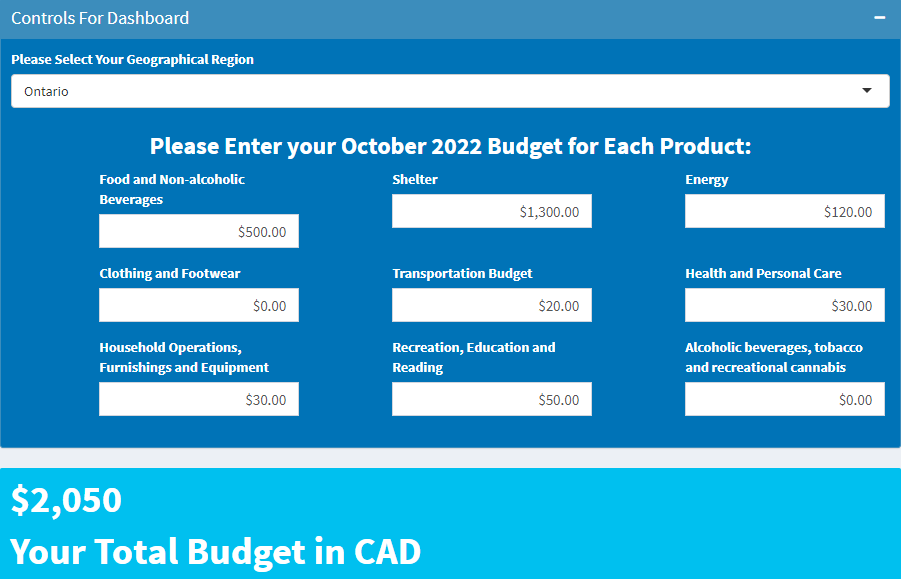 Controls For Dashboard
Please Select Your Geographical Region
Ontario
Please Enter your October 2022 Budget for Each Product:
Food and Non-alcoholic
Beverages
$500.00
Shelter
$1,300.00
Energy
$120.00
Clothing and Footwear
$0.00
Transportation Budget
$20.00
Health and Personal Care
$30.00
Household Operations,
Furnishings and Equipment
$30.00
Recreation, Education and
Reading
$50.00
Alcoholic beverages, tobacco
and recreational cannabis
$0.00
$2,050
Your Total Budget in CAD